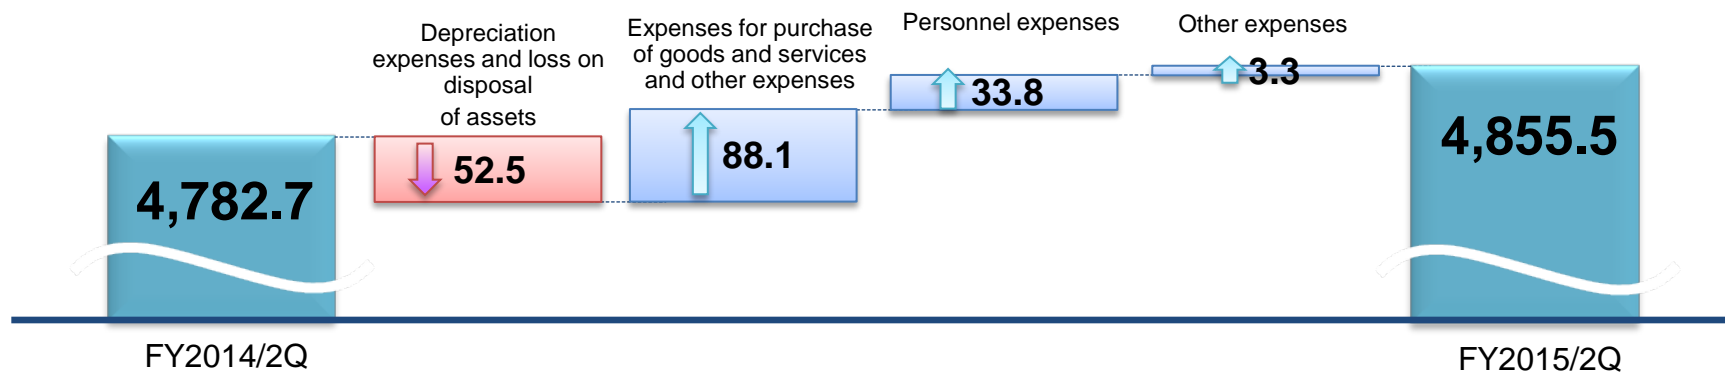 Depreciation
expenses and loss on
disposal
of assets
Expenses for purchase
of goods and services
and other expenses
Personnel expenses
Other expenses
4,782.7
52.5
88.1
33.8
3.3
4,855.5
FY2014/2Q
FY2015/2Q